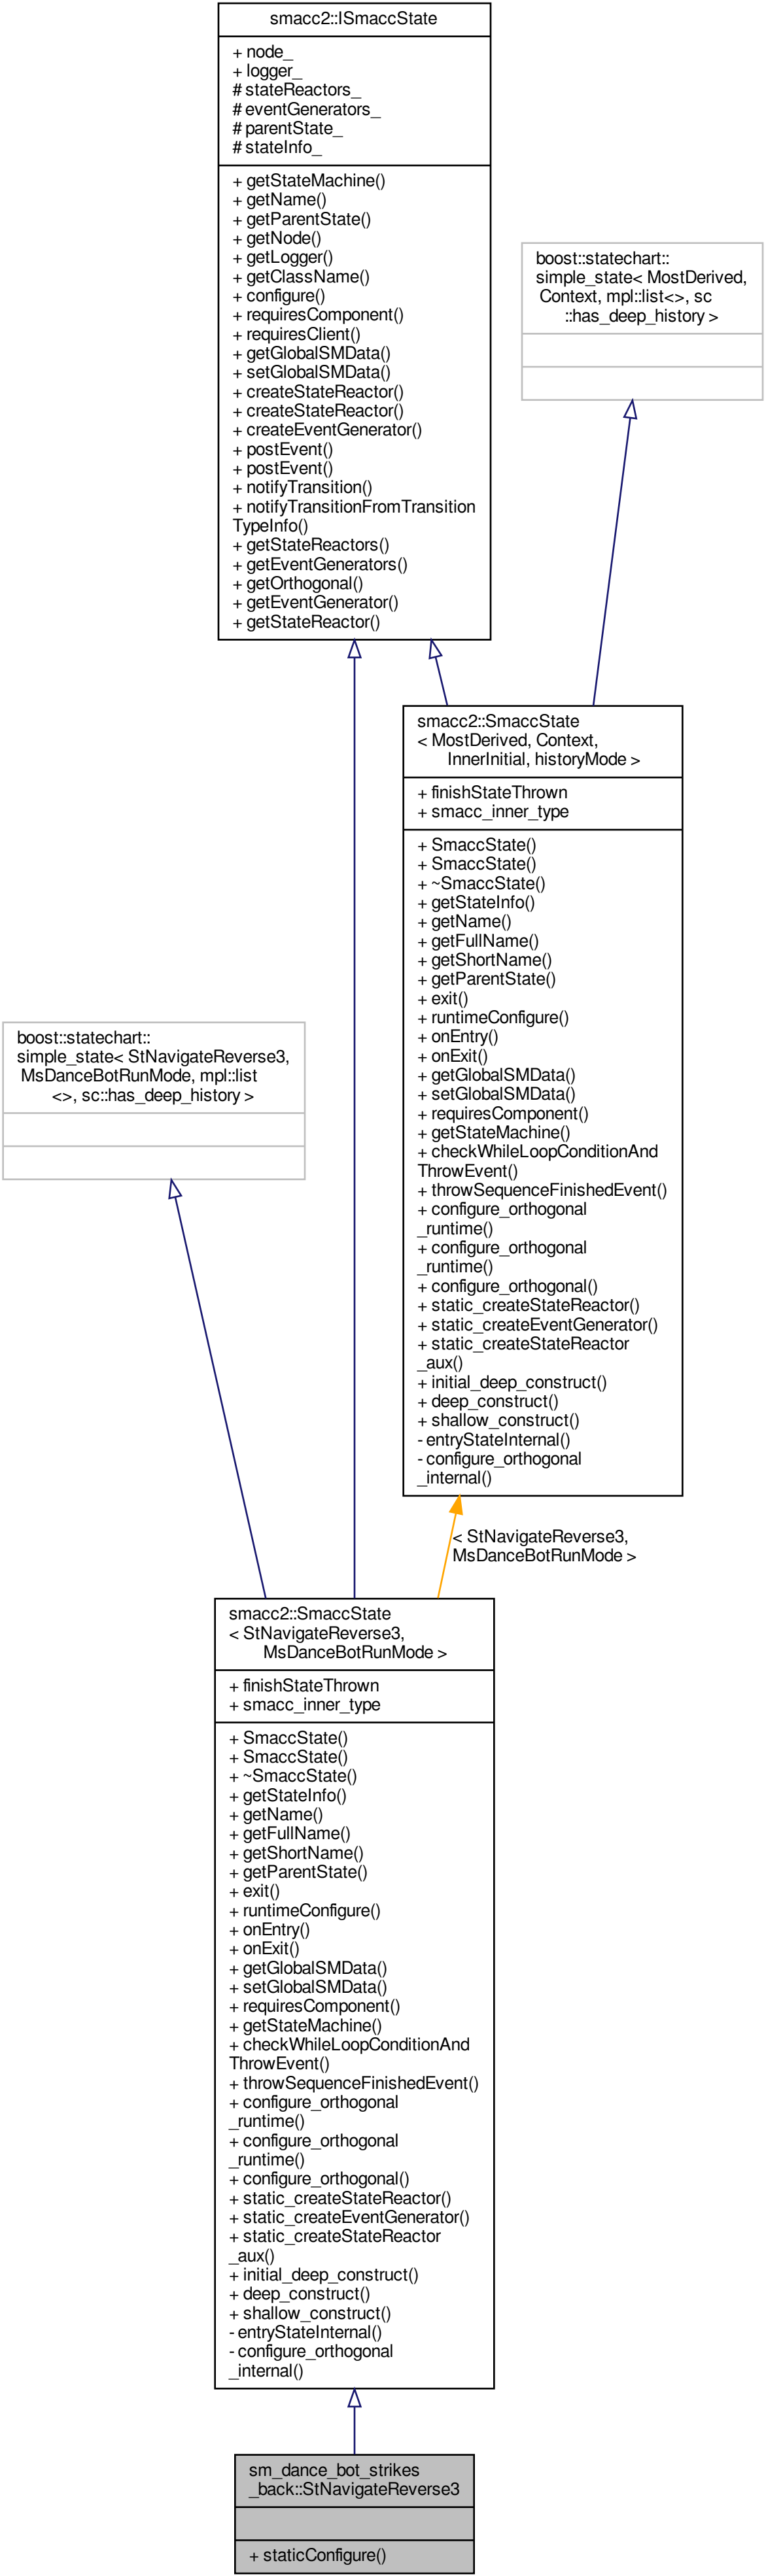 smacc2::ISmaccState
+ node_
+ logger_
# stateReactors_
# eventGenerators_
# parentState_
# stateInfo_
+ getStateMachine()
+ getName()
+ getParentState()
+ getNode()
+ getLogger()
+ getClassName()
+ configure()
+ requiresComponent()
+ requiresClient()
+ getGlobalSMData()
+ setGlobalSMData()
+ createStateReactor()
+ createStateReactor()
+ createEventGenerator()
+ postEvent()
+ postEvent()
+ notifyTransition()
+ notifyTransitionFromTransition
TypeInfo()
+ getStateReactors()
+ getEventGenerators()
+ getOrthogonal()
+ getEventGenerator()
+ getStateReactor()
boost::statechart::
simple_state< MostDerived,
Context, mpl::list<>, sc
::has_deep_history >
smacc2::SmaccState
< MostDerived, Context,
InnerInitial, historyMode >
+ finishStateThrown
+ smacc_inner_type
+ SmaccState()
+ SmaccState()
+ ~SmaccState()
+ getStateInfo()
+ getName()
+ getFullName()
+ getShortName()
+ getParentState()
+ exit()
+ runtimeConfigure()
+ onEntry()
+ onExit()
+ getGlobalSMData()
+ setGlobalSMData()
+ requiresComponent()
+ getStateMachine()
+ checkWhileLoopConditionAnd
ThrowEvent()
+ throwSequenceFinishedEvent()
+ configure_orthogonal
_runtime()
+ configure_orthogonal
_runtime()
+ configure_orthogonal()
+ static_createStateReactor()
+ static_createEventGenerator()
+ static_createStateReactor
_aux()
+ initial_deep_construct()
+ deep_construct()
+ shallow_construct()
- entryStateInternal()
- configure_orthogonal
_internal()
boost::statechart::
simple_state< StNavigateReverse3,
MsDanceBotRunMode, mpl::list
<>, sc::has_deep_history >
< StNavigateReverse3,
MsDanceBotRunMode >
smacc2::SmaccState
< StNavigateReverse3,
MsDanceBotRunMode >
+ finishStateThrown
+ smacc_inner_type
+ SmaccState()
+ SmaccState()
+ ~SmaccState()
+ getStateInfo()
+ getName()
+ getFullName()
+ getShortName()
+ getParentState()
+ exit()
+ runtimeConfigure()
+ onEntry()
+ onExit()
+ getGlobalSMData()
+ setGlobalSMData()
+ requiresComponent()
+ getStateMachine()
+ checkWhileLoopConditionAnd
ThrowEvent()
+ throwSequenceFinishedEvent()
+ configure_orthogonal
_runtime()
+ configure_orthogonal
_runtime()
+ configure_orthogonal()
+ static_createStateReactor()
+ static_createEventGenerator()
+ static_createStateReactor
_aux()
+ initial_deep_construct()
+ deep_construct()
+ shallow_construct()
- entryStateInternal()
- configure_orthogonal
_internal()
sm_dance_bot_strikes
_back::StNavigateReverse3
+ staticConfigure()